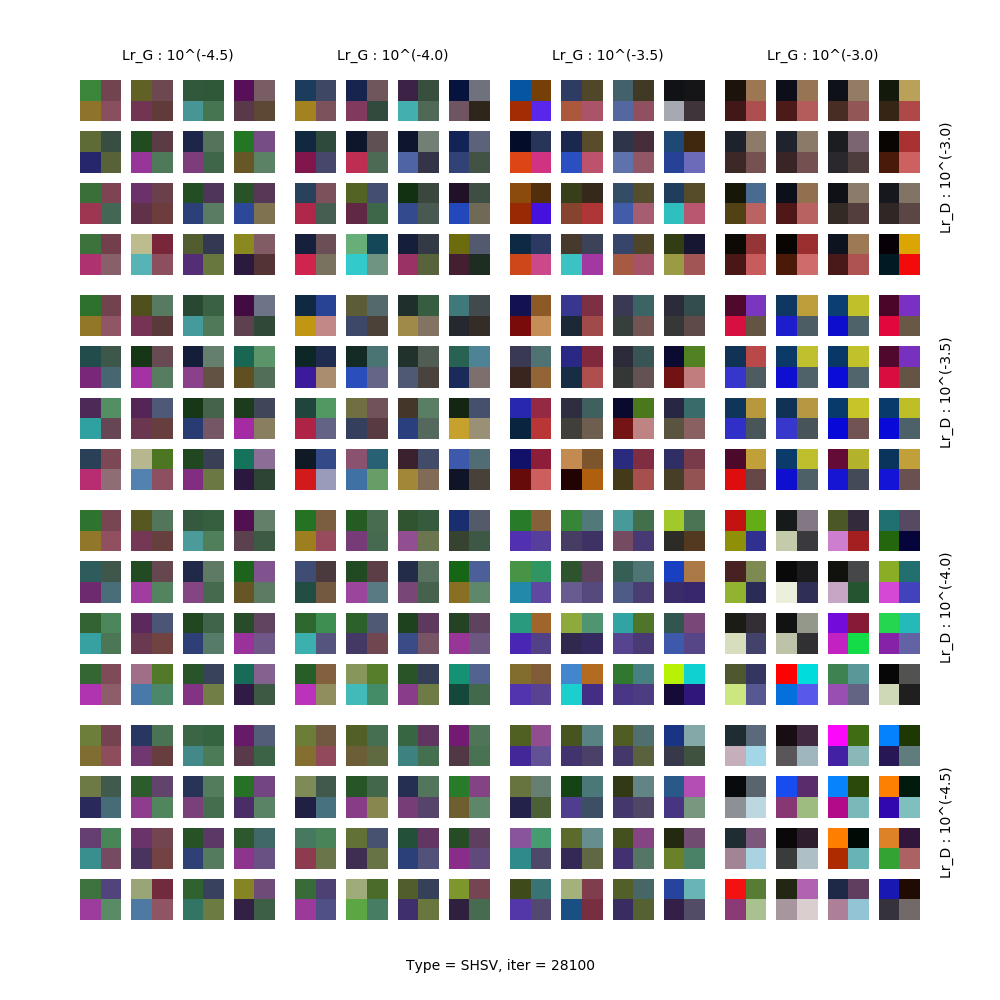 Lr_G : 10^(-4.5)
Lr_G : 10^(-4.0)
Lr_G : 10^(-3.5)
Lr_G : 10^(-3.0)
Lr_D : 10^(-3.0)
Lr_D : 10^(-3.5)
Lr_D : 10^(-4.0)
Lr_D : 10^(-4.5)
Type = SHSV, iter = 28100